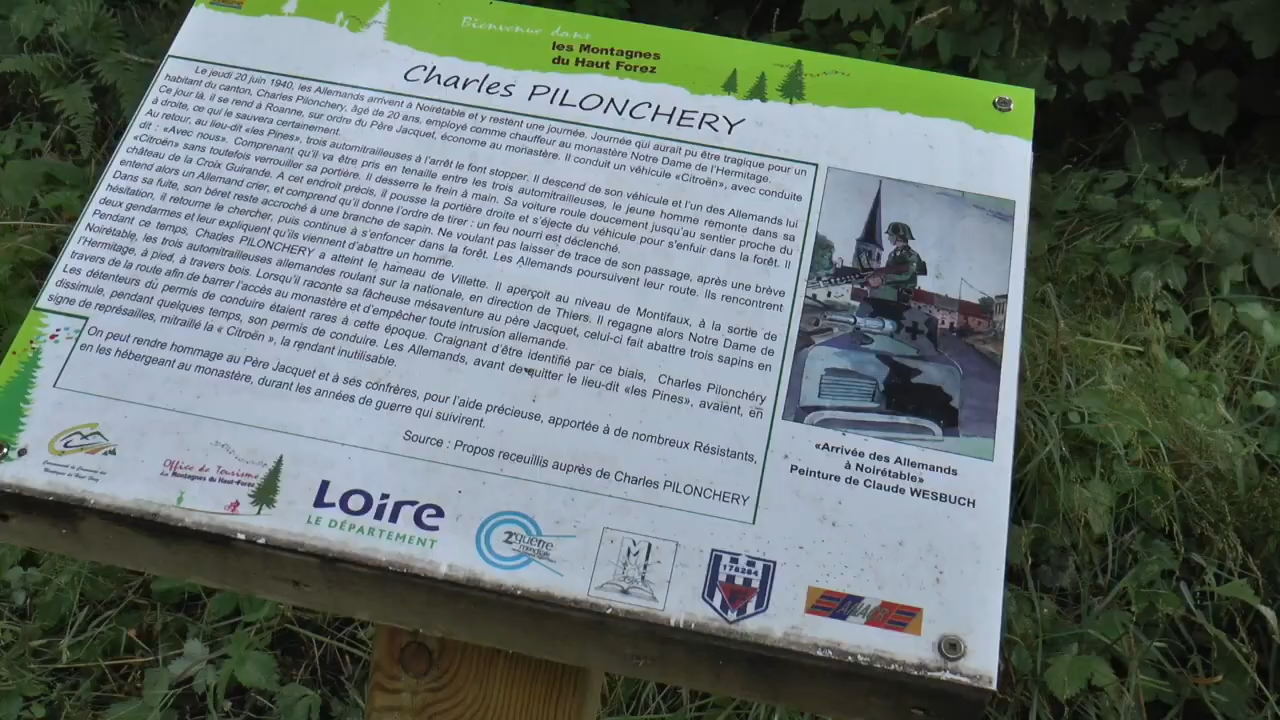 Bienvenue dans
les Montagnes
du Haut Forez
Charles PILONCHERY
Le jeudi 20 juin 1940, les Allemands arrivent à Noirétable et y restent une journée. Journée qui aurait pu être tragique pour un
habitant du canton, Charles Pilonchery, âgé de 20 ans, employé comme chauffeur au monastère Notre Dame de l'Hermitage.
Ce jour là, il se rend à Roanne, sur ordre du Père Jacquet, économe au monastère. Il conduit un véhicule «Citroën», avec conduite
à droite, ce qui le sauvera certainement.
Au retour, au lieu-dit «les Pines», trois automitrailleuses à l'arrêt le font stopper. Il descend de son véhicule et l'un des Allemands lui
dit : «Avec nous». Comprenant qu'il va être pris en tenaille entre les trois automitrailleuses, le jeune homme remonte dans sa
«Citroën» sans toutefois verrouiller sa portière. Il desserre le frein à main. Sa voiture roule doucement jusqu'au sentier proche du
château de la Croix Guirande. A cet endroit précis, il pousse la portière droite et s'éjecte du véhicule pour s'enfuir dans la forêt. Il
entend alors un Allemand crier, et comprend qu'il donne l'ordre de tirer : un feu nourri est déclenché.
Dans sa fuite, son béret reste accroché à une branche de sapin. Ne voulant pas laisser de trace de son passage, après une brève
hésitation, il retourne le chercher, puis continue à s'enfoncer dans la forêt. Les Allemands poursuivent leur route. Ils rencontrent
deux gendarmes et leur expliquent qu'ils viennent d'abattre un homme.
Pendant ce temps, Charles PILONCHERY a atteint le hameau de Villette. Il aperçoit au niveau de Montifaux, à la sortie de
Noirétable, les trois automitrailleuses allemandes roulant sur la nationale, en direction de Thiers. Il regagne alors Notre Dame de
l'Hermitage, à pied, à travers bois. Lorsqu'il raconte sa fâcheuse mésaventure au père Jacquet, celui-ci fait abattre trois sapins en
travers de la route afin de barrer l'accès au monastère et d'empêcher toute intrusion allemande.
Les détenteurs du permis de conduire étaient rares à cette époque. Craignant d'être identifié par ce biais, Charles Pilonchéry
dissimule, pendant quelques temps, son permis de conduire. Les Allemands, avant de quitter le lieu-dit «les Pines», avaient, en
signe de représailles, mitraillé la « Citroën », la rendant inutilisable.
On peut rendre hommage au Père Jacquet et à ses confrères, pour l'aide précieuse, apportée à de nombreux Résistants,
en les hébergeant au monastère, durant les années de guerre qui suivirent.
Source : Propos receuillis auprès de Charles PILONCHERY
«Arrivée des Allemands
à Noirétable»
Peinture de Claude WESBUCH
Office de Tourisme
des Montagnes du Haut-Forez
LOIRE
LE DÉPARTEMENT
2e guerre
mondiale
M
178284